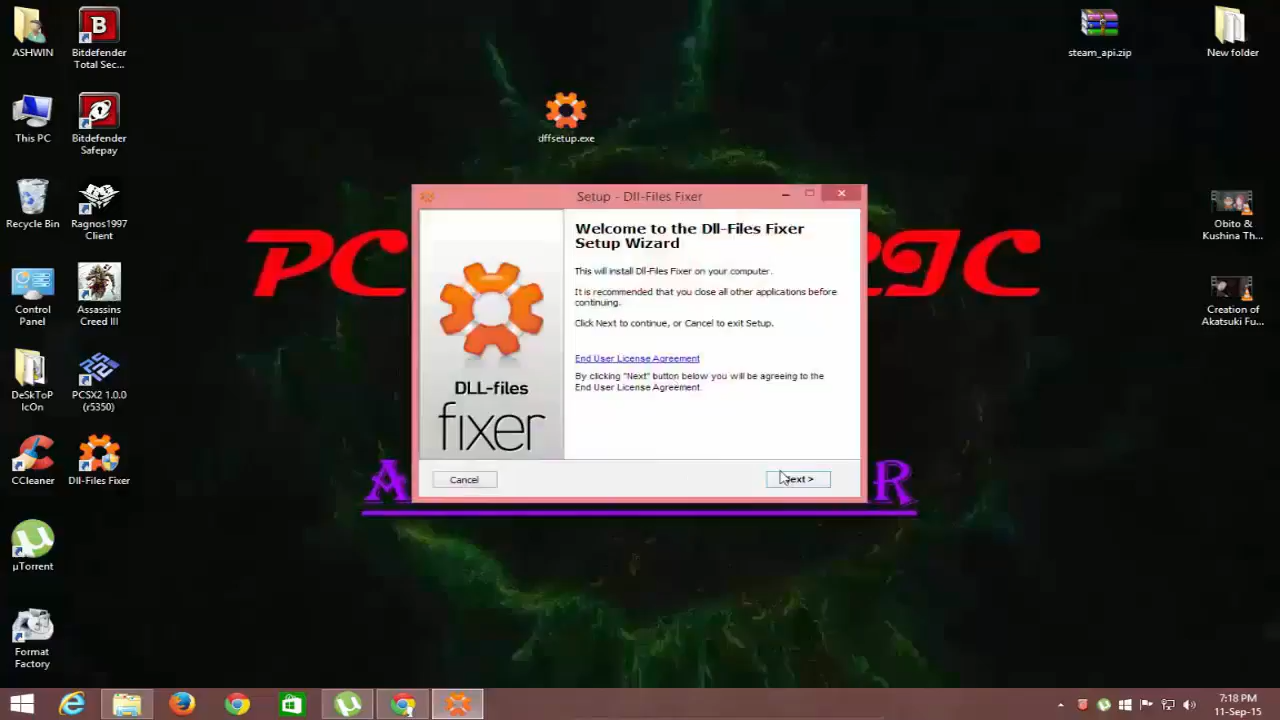 ASHWIN
Bitdefender
Total Sec...
steam_api.zip
New folder
dffsetup.exe
This PC
Bitdefender
Safepay
Setup - Dll-Files Fixer
Welcome to the Dll-Files Fixer
Setup Wizard
This will install Dll-Files Fixer on your computer.
It is recommended that you close all other applications before
continuing.
Click Next to continue, or Cancel to exit Setup.
End User License Agreement
By clicking "Next" button below you will be agreeing to the
End User License Agreement.
DLL-files
fixer
Cancel
Next >
Recycle Bin
Ragnos1997
Client
Obito &
Kushina Th...
PC
RIC
Control
Panel
Assassins
Creed III
Creation of
Akatsuki Fu...
DeSkToP
IcOn
PCSX2 1.0.0
(r5350)
CCleaner
Dll-Files Fixer
A
R
µTorrent
Format
Factory
7:18 PM
11-Sep-15